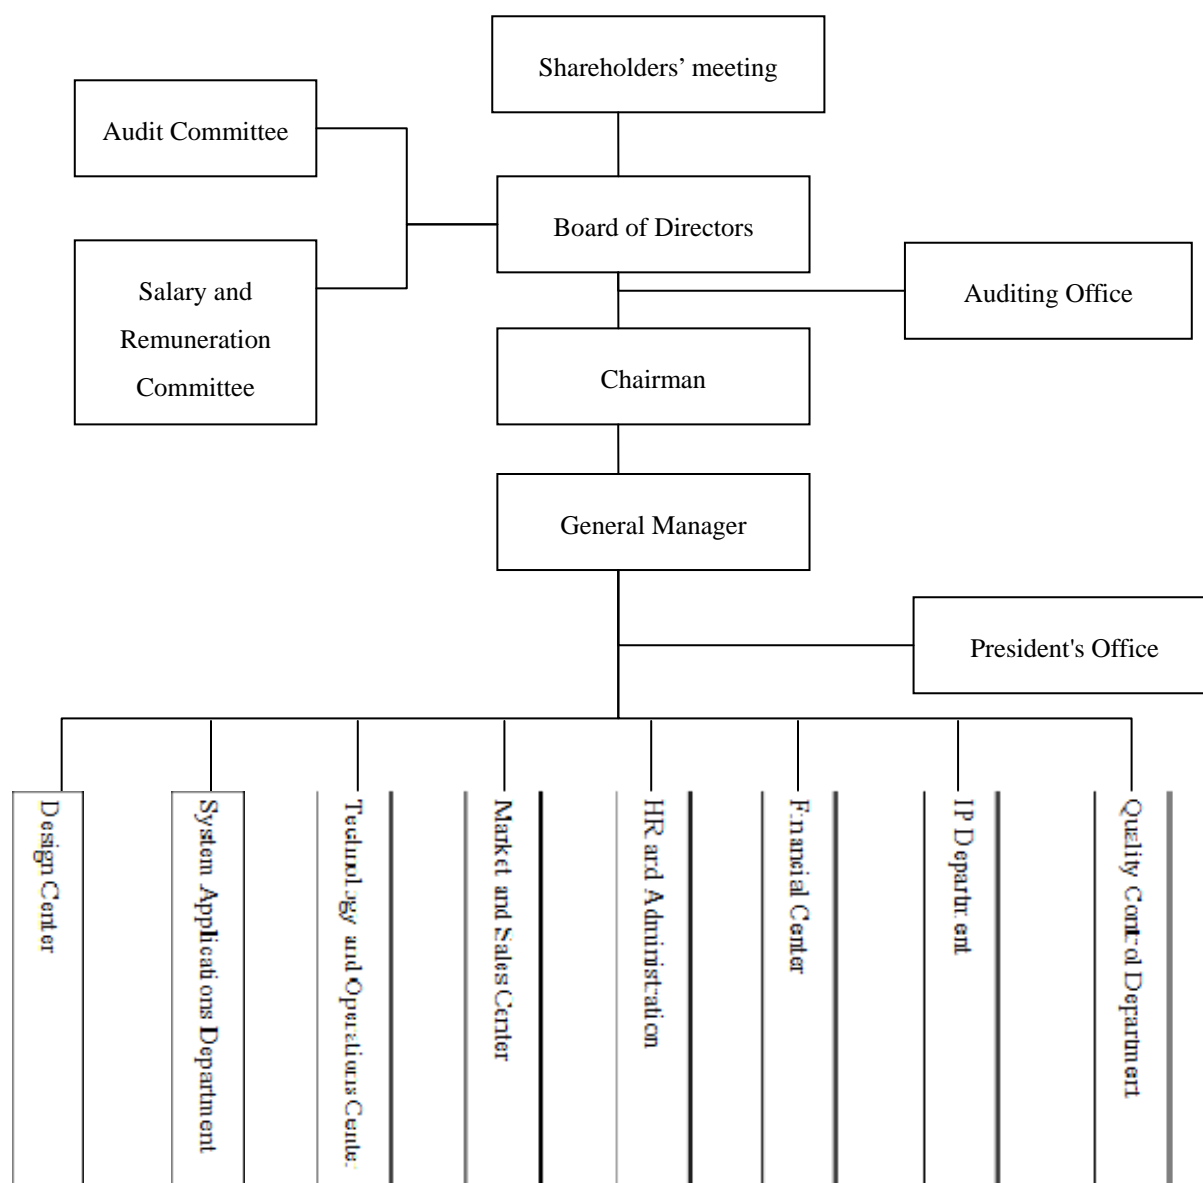 Shareholders’ meeting
Audit Committee
Board of Directors
Salary and
Remuneration
Committee
Auditing Office
Chairman
General Manager
President's Office
Design Center
System Applications Department
Technology and Operations Center
Market and Sales Center
HR and Administration
Financial Center
IP Department
Quality Control Department